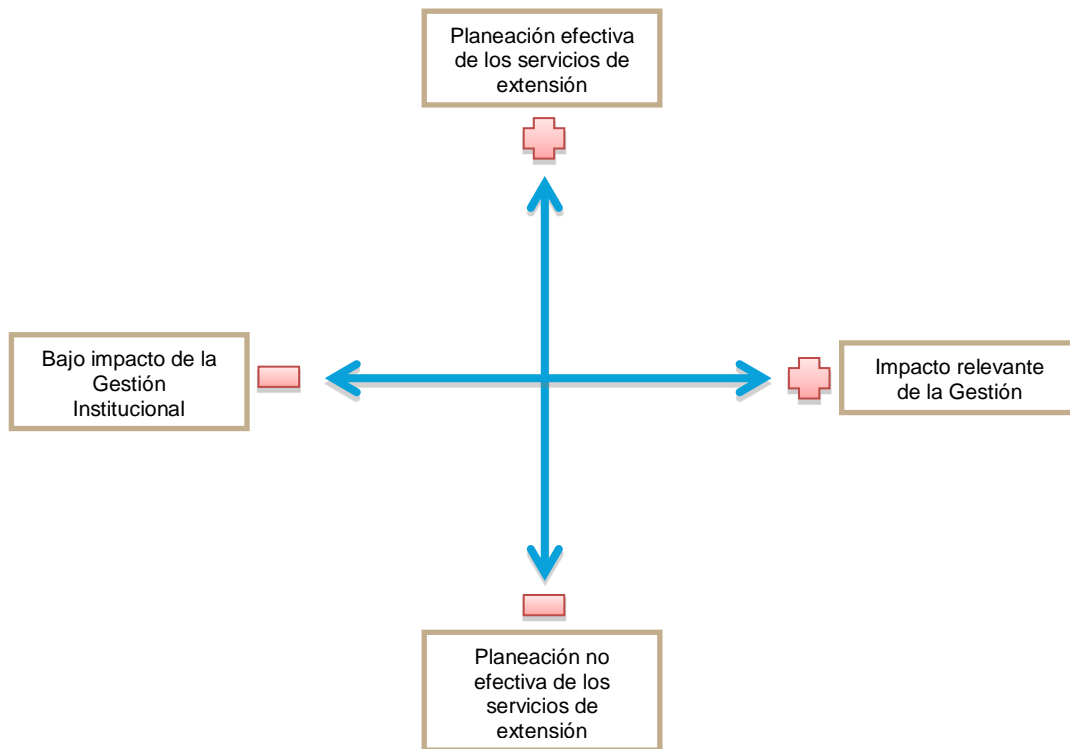 Planeación efectiva
de los servicios de
extensión
Bajo impacto de la
Gestión
Institucional
Impacto relevante
de la Gestión
Planeación no
efectiva de los
servicios de
extensión